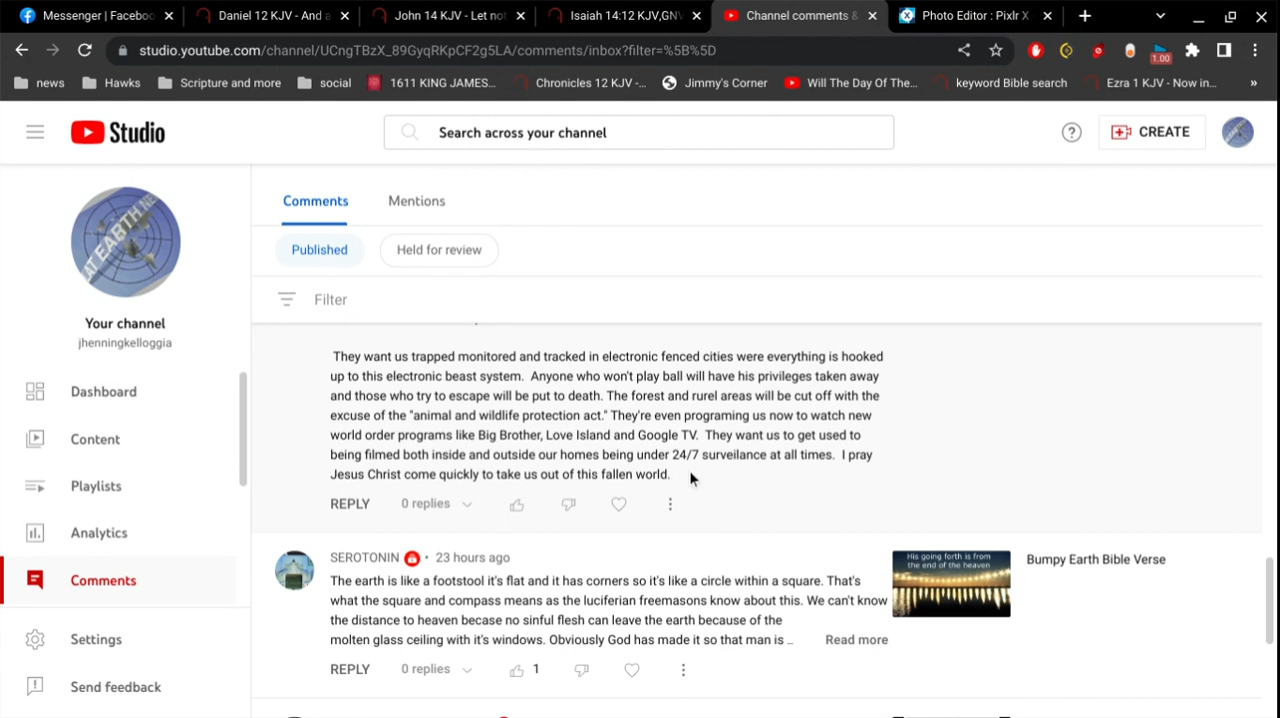 Messenger | Faceboo
Daniel 12 KJV - And a
John 14 KJV - Let not
Isaiah 14:12 KJV,GNV
Channel comments &
Photo Editor : Pixlr X
studio.youtube.com/channel/UCngTBzX_89GyqRKpCF2g5LA/comments/inbox?filter=%5B%5D
1.00
news
Hawks
Scripture and more
social
1611 KING JAMES...
Chronicles 12 KJV -...
Jimmy's Corner
Will The Day Of The...
keyword Bible search
Ezra 1 KJV - Now in...
»
Studio
Search across your channel
CREATE
AT EARTH NE
Your channel
jhenningkelloggia
Dashboard
Content
Playlists
Analytics
Comments
Settings
Send feedback
Comments
Mentions
Published
Held for review
Filter
They want us trapped monitored and tracked in electronic fenced cities were everything is hooked
up to this electronic beast system. Anyone who won't play ball will have his privileges taken away
and those who try to escape will be put to death. The forest and rurel areas will be cut off with the
excuse of the "animal and wildlife protection act." They're even programing us now to watch new
world order programs like Big Brother, Love Island and Google TV. They want us to get used to
being filmed both inside and outside our homes being under 24/7 surveilance at all times. I pray
Jesus Christ come quickly to take us out of this fallen world.
REPLY
0 replies
SEROTONIN • 23 hours ago
The earth is like a footstool it's flat and it has corners so it's like a circle within a square. That's
what the square and compass means as the luciferian freemasons know about this. We can't know
the distance to heaven becase no sinful flesh can leave the earth because of the
molten glass ceiling with it's windows. Obviously God has made it so that man is ...
Read more
REPLY
0 replies
1
His going forth is from
the end of the heaven
Bumpy Earth Bible Verse